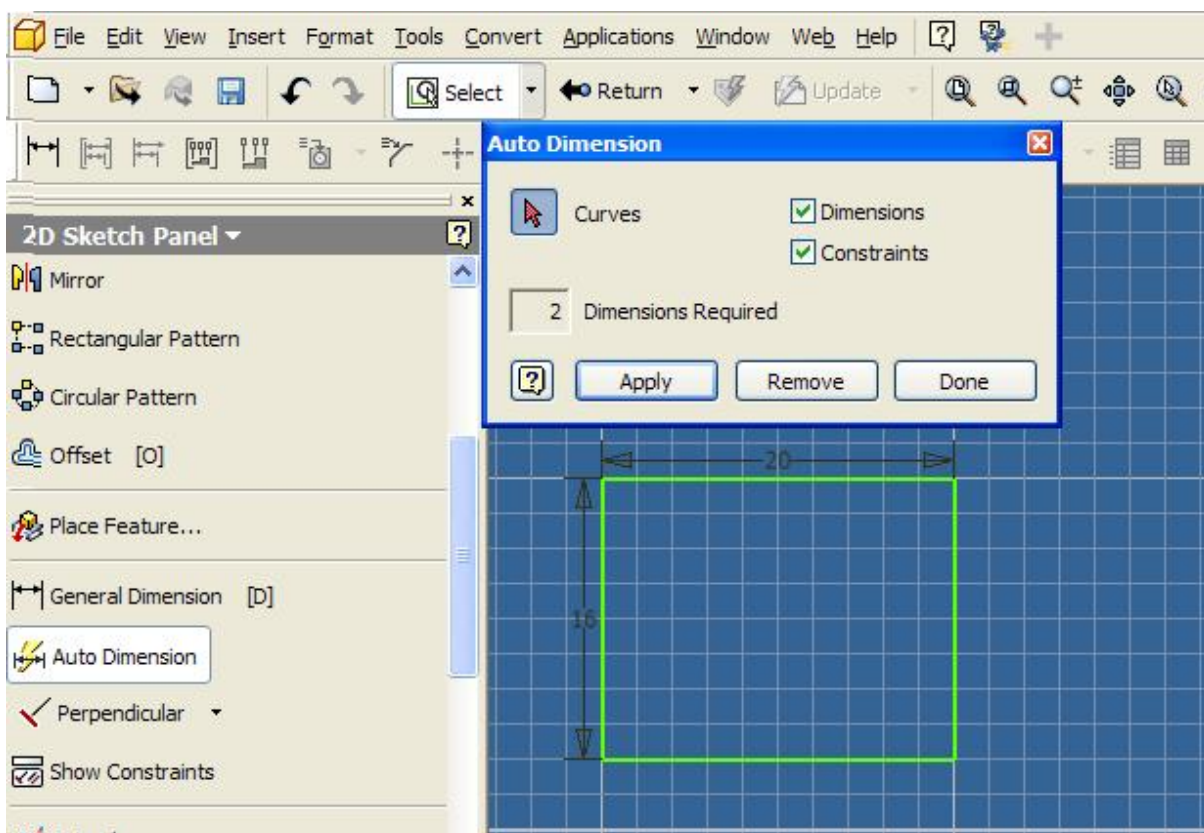 File Edit View Insert Format Tools Convert Applications Window Web Help
Select Return Update
Auto Dimension
Curves
Dimensions
Constraints
2 Dimensions Required
Apply Remove Done
2D Sketch Panel
Mirror
Rectangular Pattern
Circular Pattern
Offset [O]
Place Feature...
General Dimension [D]
Auto Dimension
Perpendicular
Show Constraints
20
16